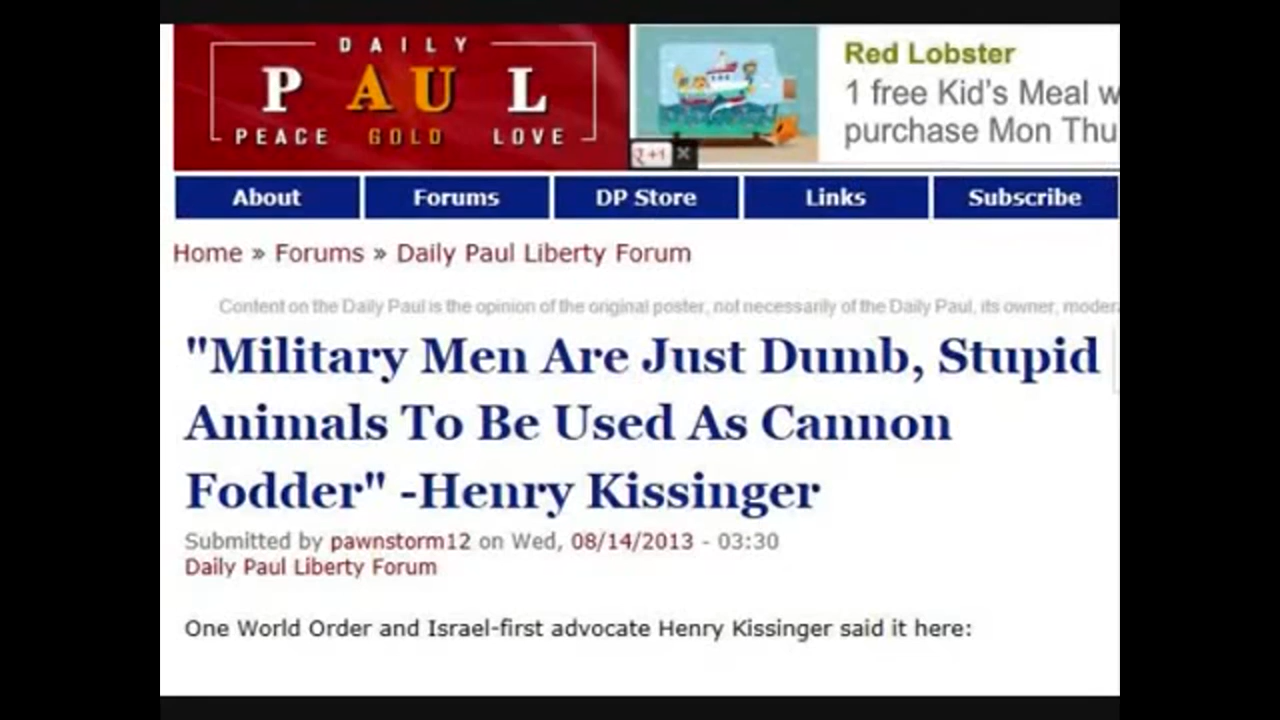 DAILY
PAUL
PEACE GOLD LOVE
Red Lobster
1 free Kid's Meal w
purchase Mon Thu
+1
About Forums DP Store Links Subscribe
Home » Forums » Daily Paul Liberty Forum
Content on the Daily Paul is the opinion of the original poster, not necessarily of the Daily Paul, its owner, moder
"Military Men Are Just Dumb, Stupid
Animals To Be Used As Cannon
Fodder" -Henry Kissinger
Submitted by pawnstorm12 on Wed, 08/14/2013 - 03:30
Daily Paul Liberty Forum
One World Order and Israel-first advocate Henry Kissinger said it here: